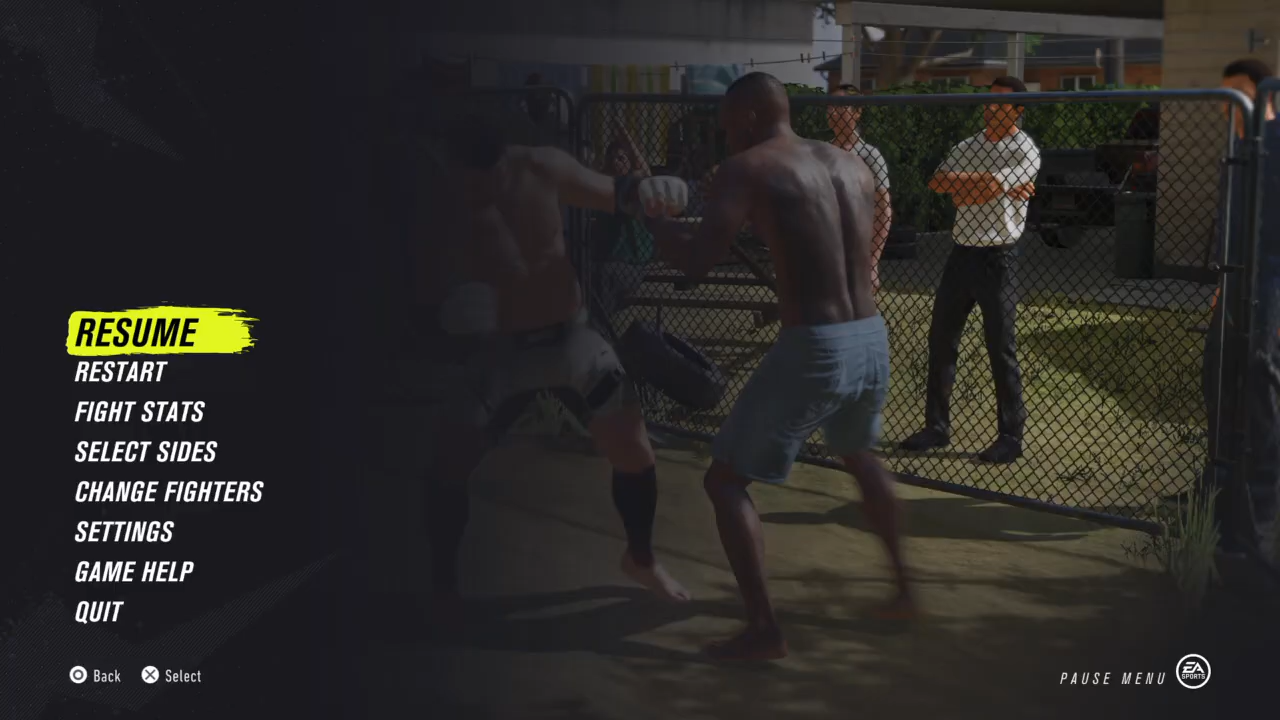 RESUME
RESTART
FIGHT STATS
SELECT SIDES
CHANGE FIGHTERS
SETTINGS
GAME HELP
QUIT
Back Select
PAUSE MENU EA SPORTS